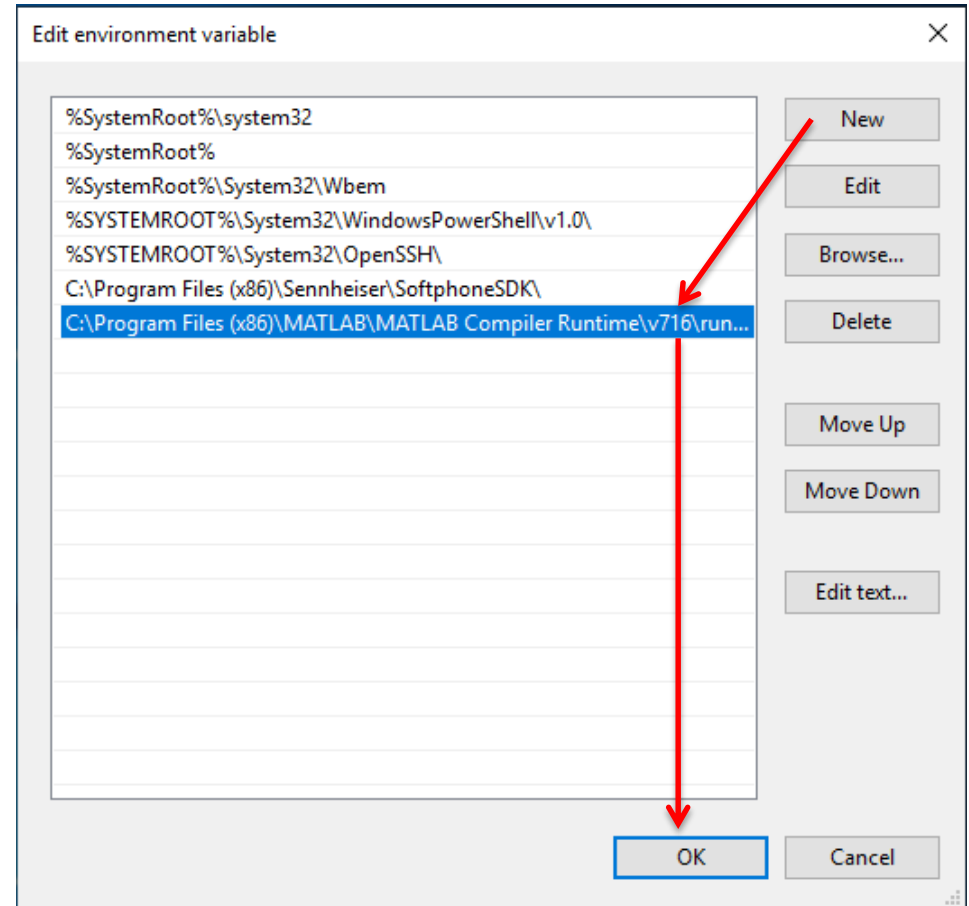 Edit environment variable
%SystemRoot%\system32
%SystemRoot%
%SystemRoot%\System32\Wbem
%SYSTEMROOT%\System32\WindowsPowerShell\v1.0\
%SYSTEMROOT%\System32\OpenSSH\
C:\Program Files (x86)\Sennheiser\SoftphoneSDK\
C:\Program Files (x86)\MATLAB\MATLAB Compiler Runtime\v716\run...
New
Edit
Browse...
Delete
Move Up
Move Down
Edit text...
OK
Cancel